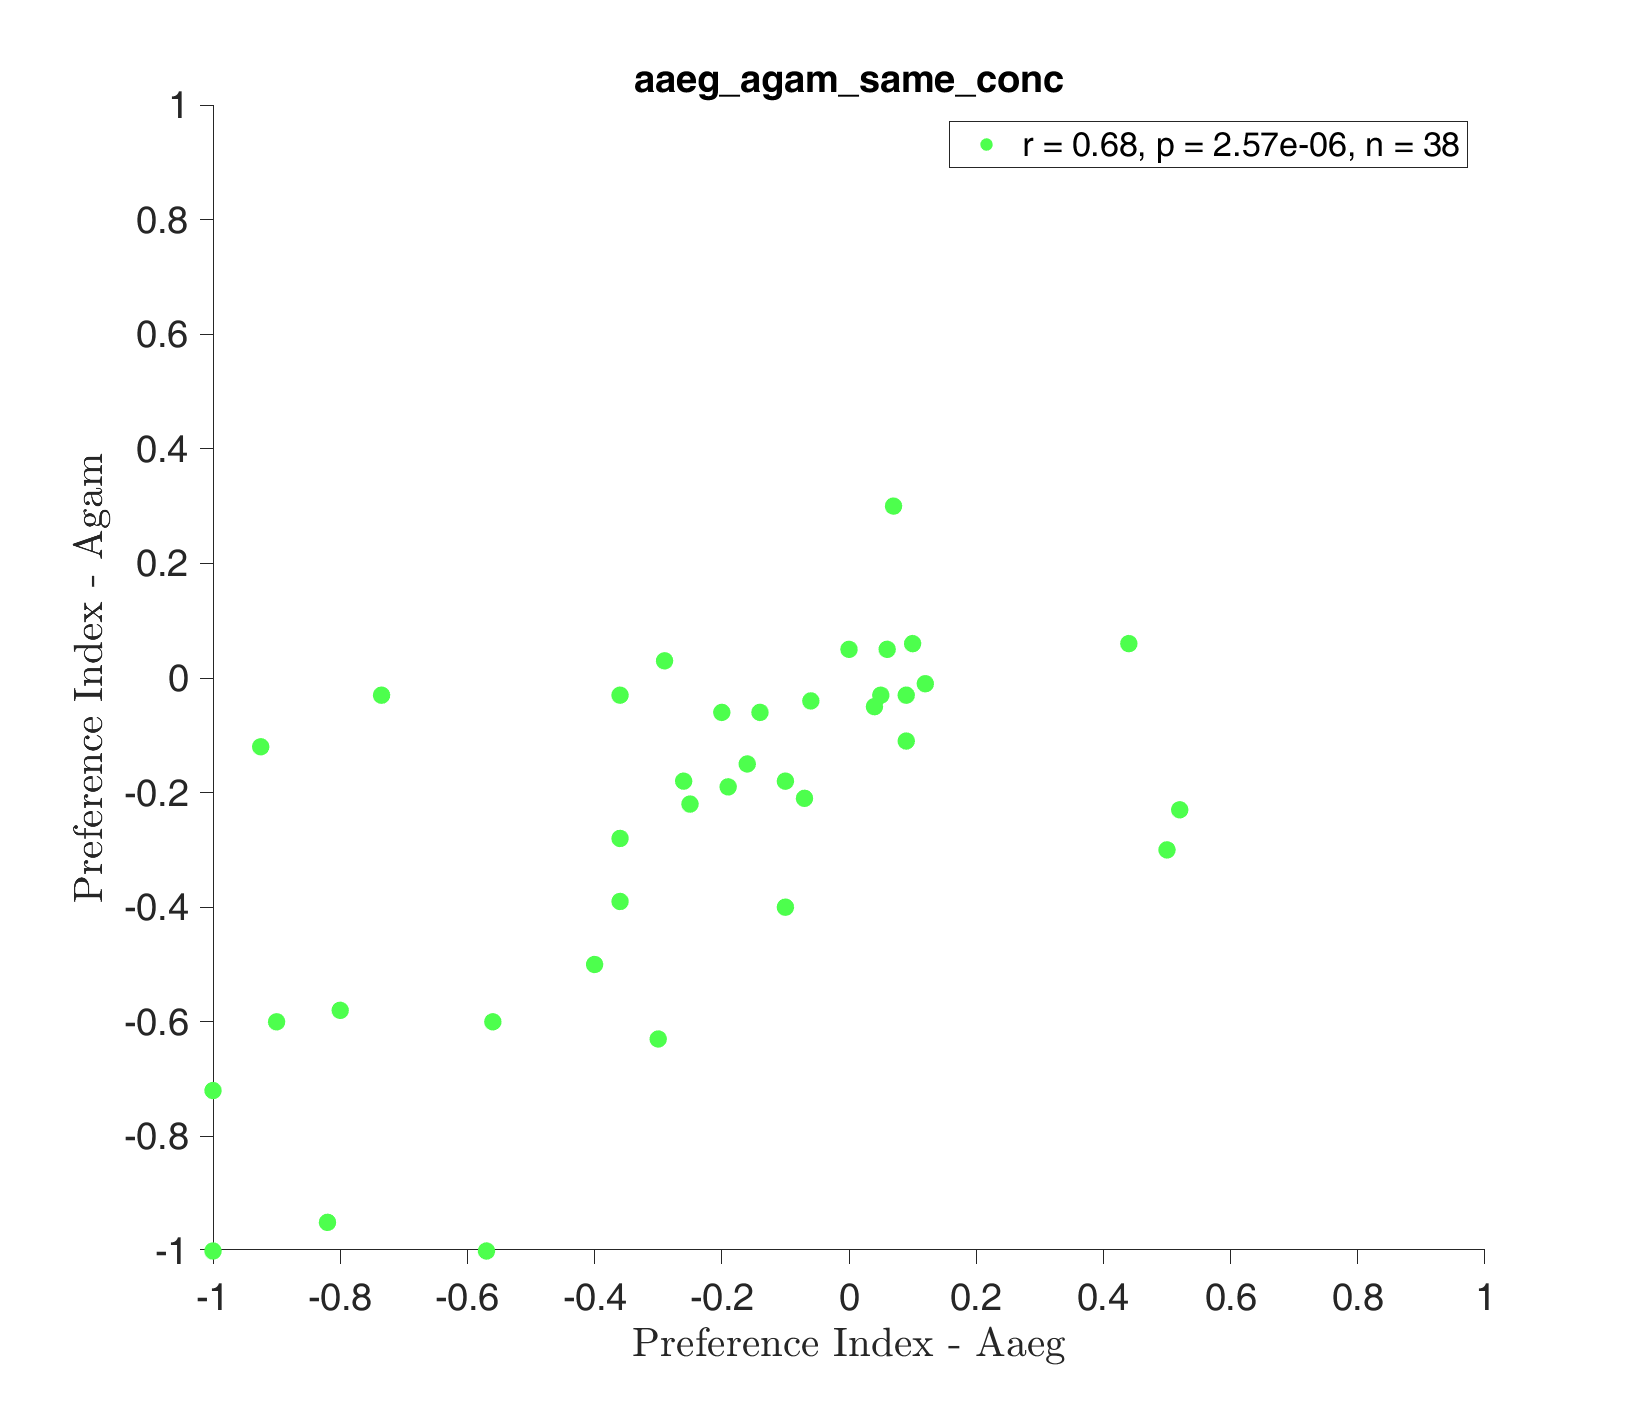 aaeg_agam_same_conc
r = 0.68, p = 2.57e-06, n = 38
Preference Index - Agam
1
0.8
0.6
0.4
0.2
0
-0.2
-0.4
-0.6
-0.8
-1
-1 -0.8 -0.6 -0.4 -0.2 0 0.2 0.4 0.6 0.8 1
Preference Index - Aaeg